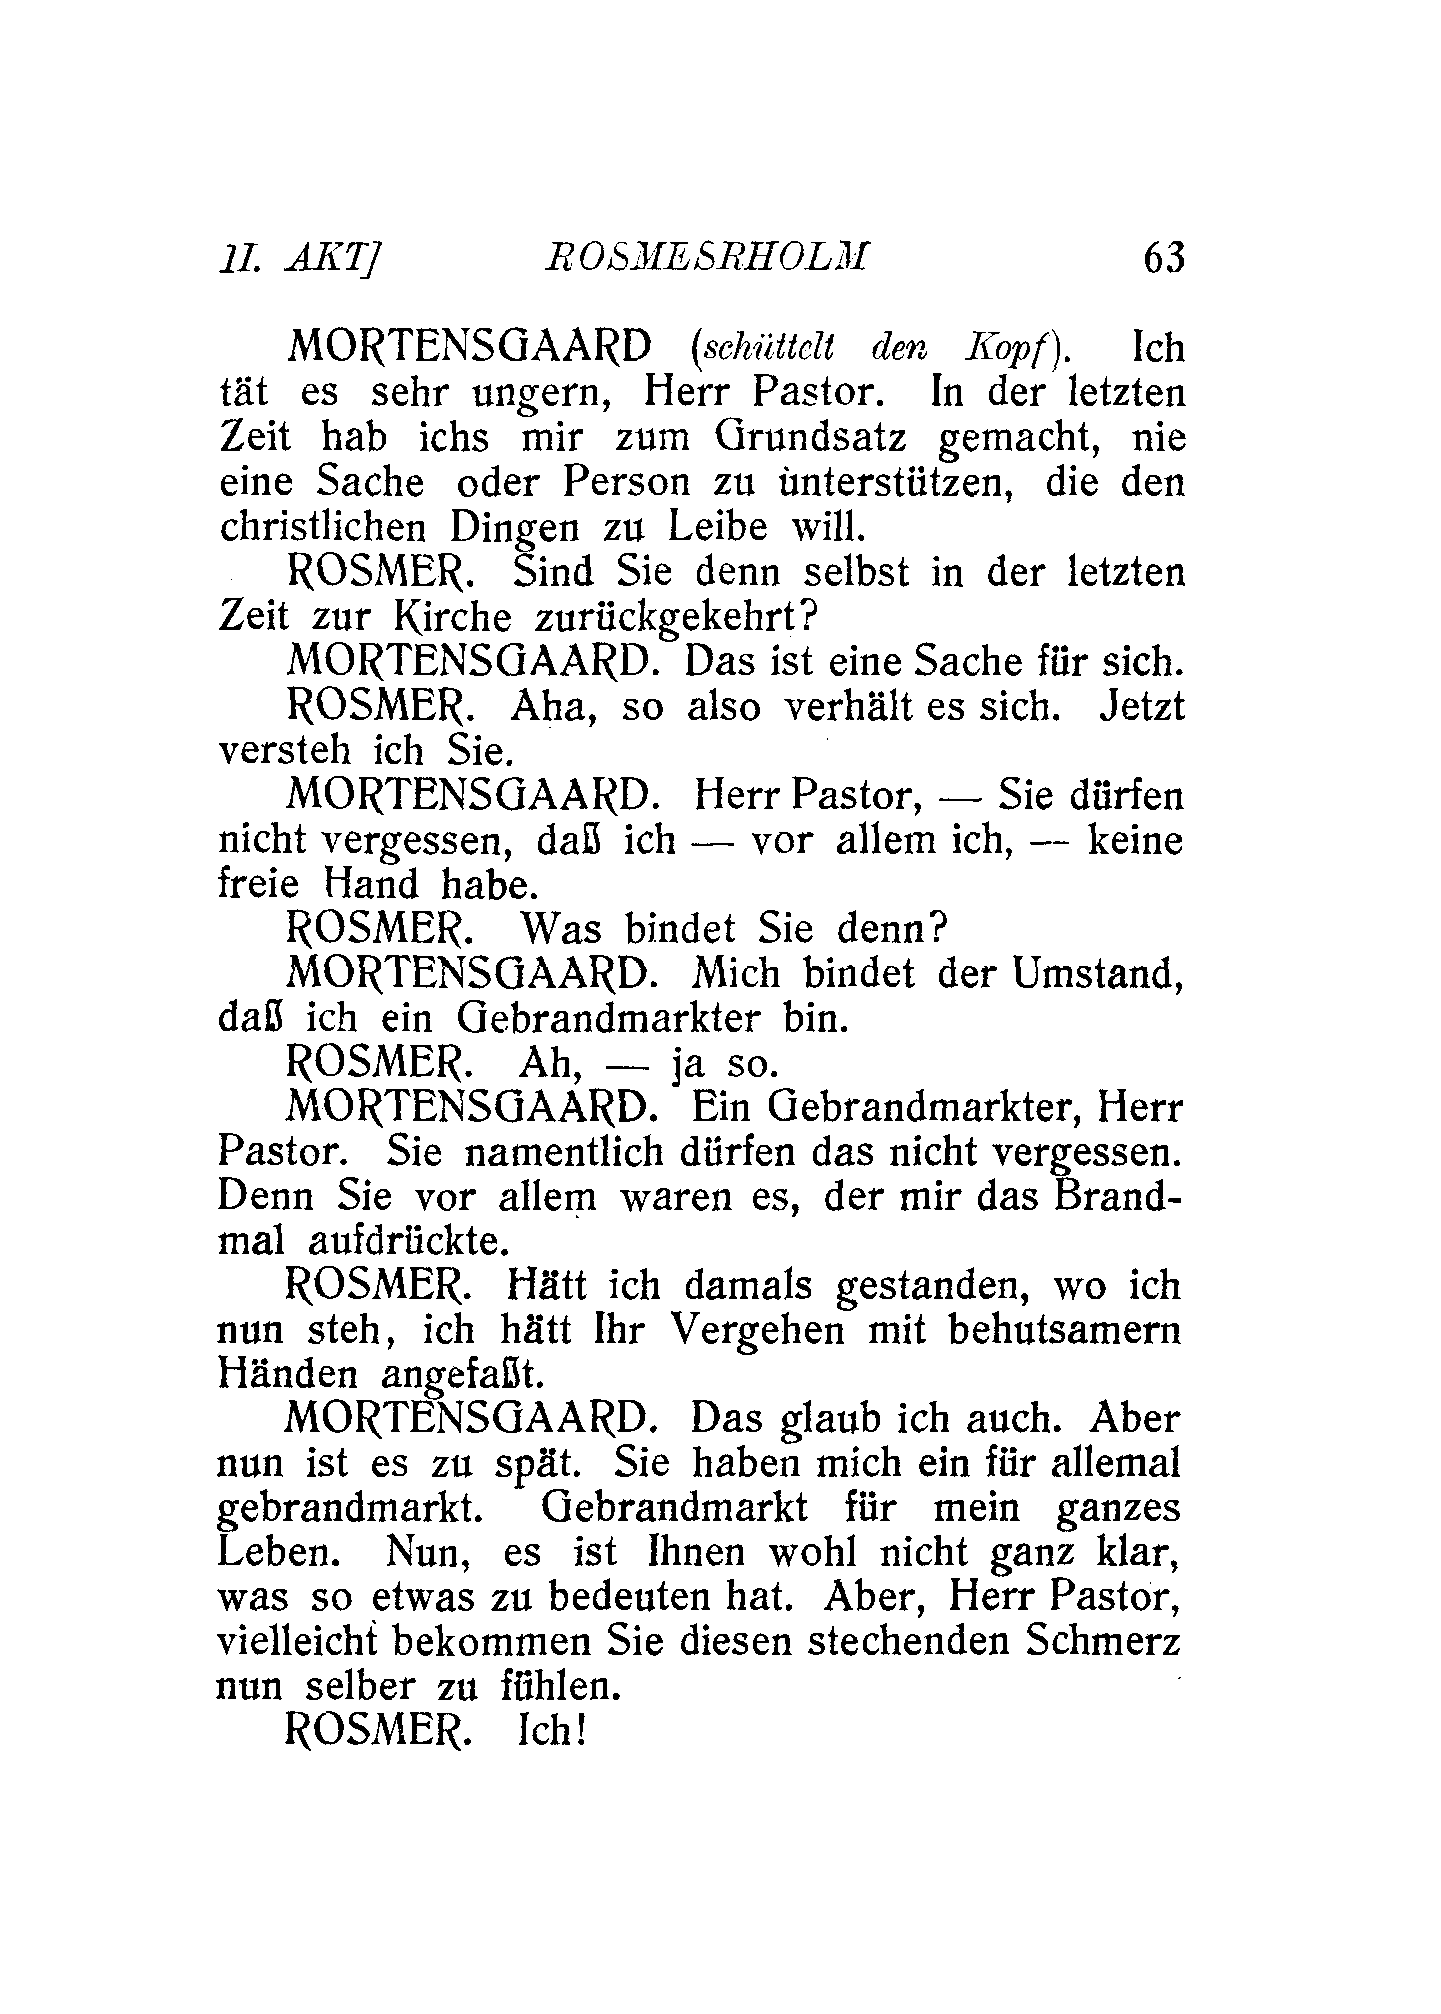 II. AKT] ROSMESRHOLM 63
MORTENSGAARD (schüttelt den Kopf). Ich
tät es sehr ungern, Herr Pastor. In der letzten
Zeit hab ichs mir zum Grundsatz gemacht, nie
eine Sache oder Person zu unterstützen, die den
christlichen Dingen zu Leibe will.
ROSMER. Sind Sie denn selbst in der letzten
Zeit zur Kirche zurückgekehrt?
MORTENSGAARD. Das ist eine Sache für sich.
ROSMER. Aha, so also verhält es sich. Jetzt
versteh ich Sie.
MORTENSGAARD. Herr Pastor, — Sie dürfen
nicht vergessen, daß ich — vor allem ich, — keine
freie Hand habe.
ROSMER. Was bindet Sie denn?
MORTENSGAARD. Mich bindet der Umstand,
daß ich ein Gebrandmarkter bin.
ROSMER. Ah, — ja so.
MORTENSGAARD. Ein Gebrandmarkter, Herr
Pastor. Sie namentlich dürfen das nicht vergessen.
Denn Sie vor allem waren es, der mir das Brand-
mal aufdrückte.
ROSMER. Hätt ich damals gestanden, wo ich
nun steh, ich hätt Ihr Vergehen mit behutsamern
Händen angefaßt.
MORTENSGAARD. Das glaub ich auch. Aber
nun ist es zu spät. Sie haben mich ein für allemal
gebrandmarkt. Gebrandmarkt für mein ganzes
Leben. Nun, es ist Ihnen wohl nicht ganz klar,
was so etwas zu bedeuten hat. Aber, Herr Pastor,
vielleicht bekommen Sie diesen stechenden Schmerz
nun selber zu fühlen.
ROSMER. Ich!